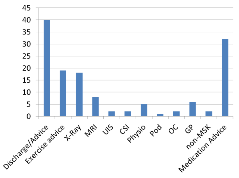 45
40
35
30
25
20
15
10
5
0
Discharge/Advice
Exercise advice
X-Ray
MRI
U/S
CSI
Physio
Pod
OC
GP
non-MSK
Medication Advice